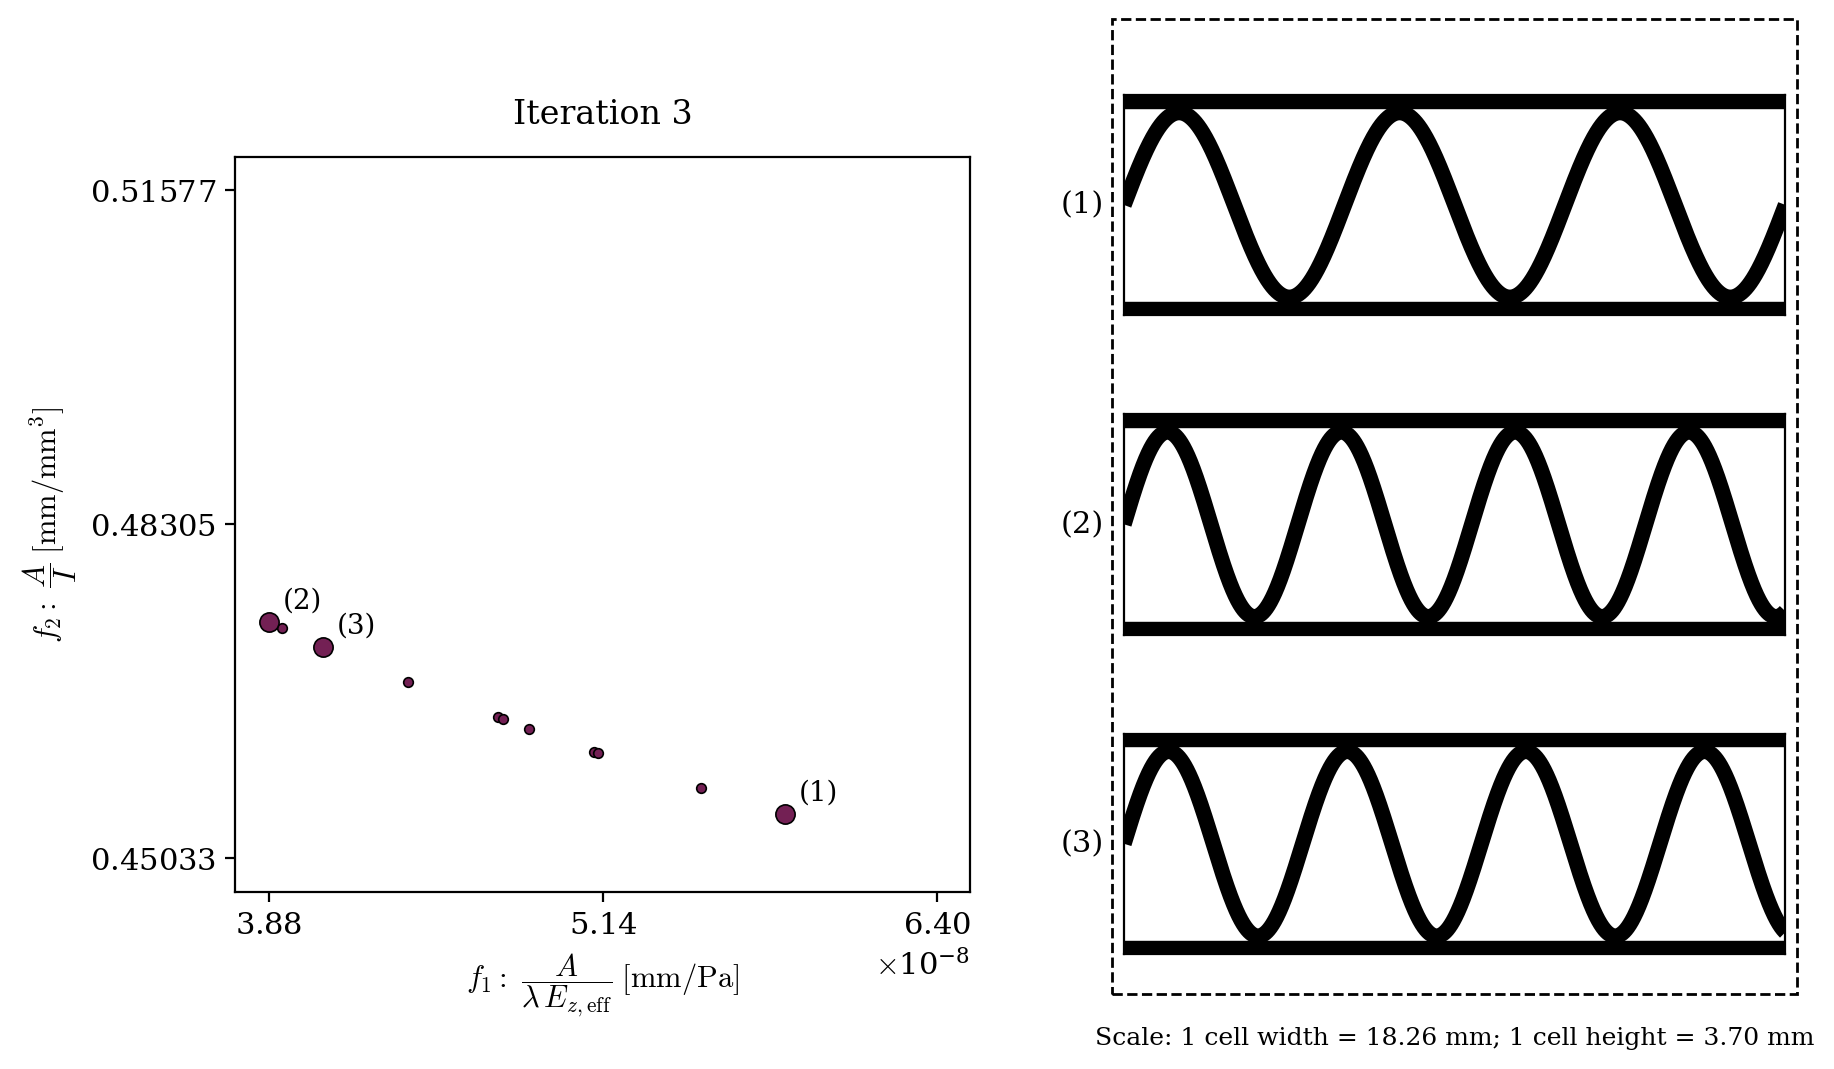 Iteration 3
0.51577
0.48305
0.45033
f₂ : A/I [mm/mm³]
(2)
(3)
(1)
3.88 5.14 6.40
×10⁻⁸
f₁ : A/(λ E_z,eff) [mm/Pa]
(1)
(2)
(3)
Scale: 1 cell width = 18.26 mm; 1 cell height = 3.70 mm